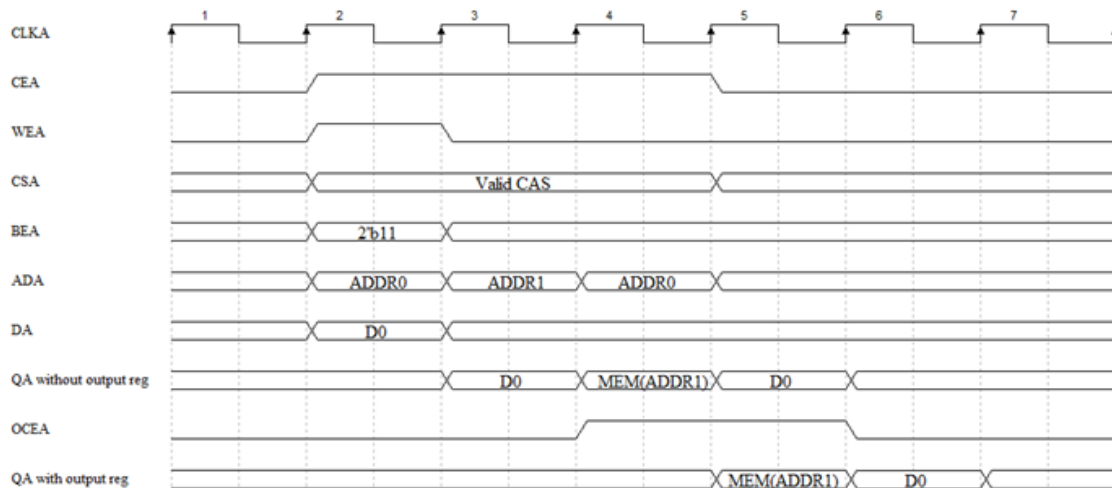 1 2 3 4 5 6 7
CLKA
CEA
WEA
CSA Valid CAS
BEA 2'b11
ADA ADDR0 ADDR1 ADDR0
DA D0
QA without output reg D0 MEM(ADDR1) D0
OCEA
QA with output reg MEM(ADDR1) D0